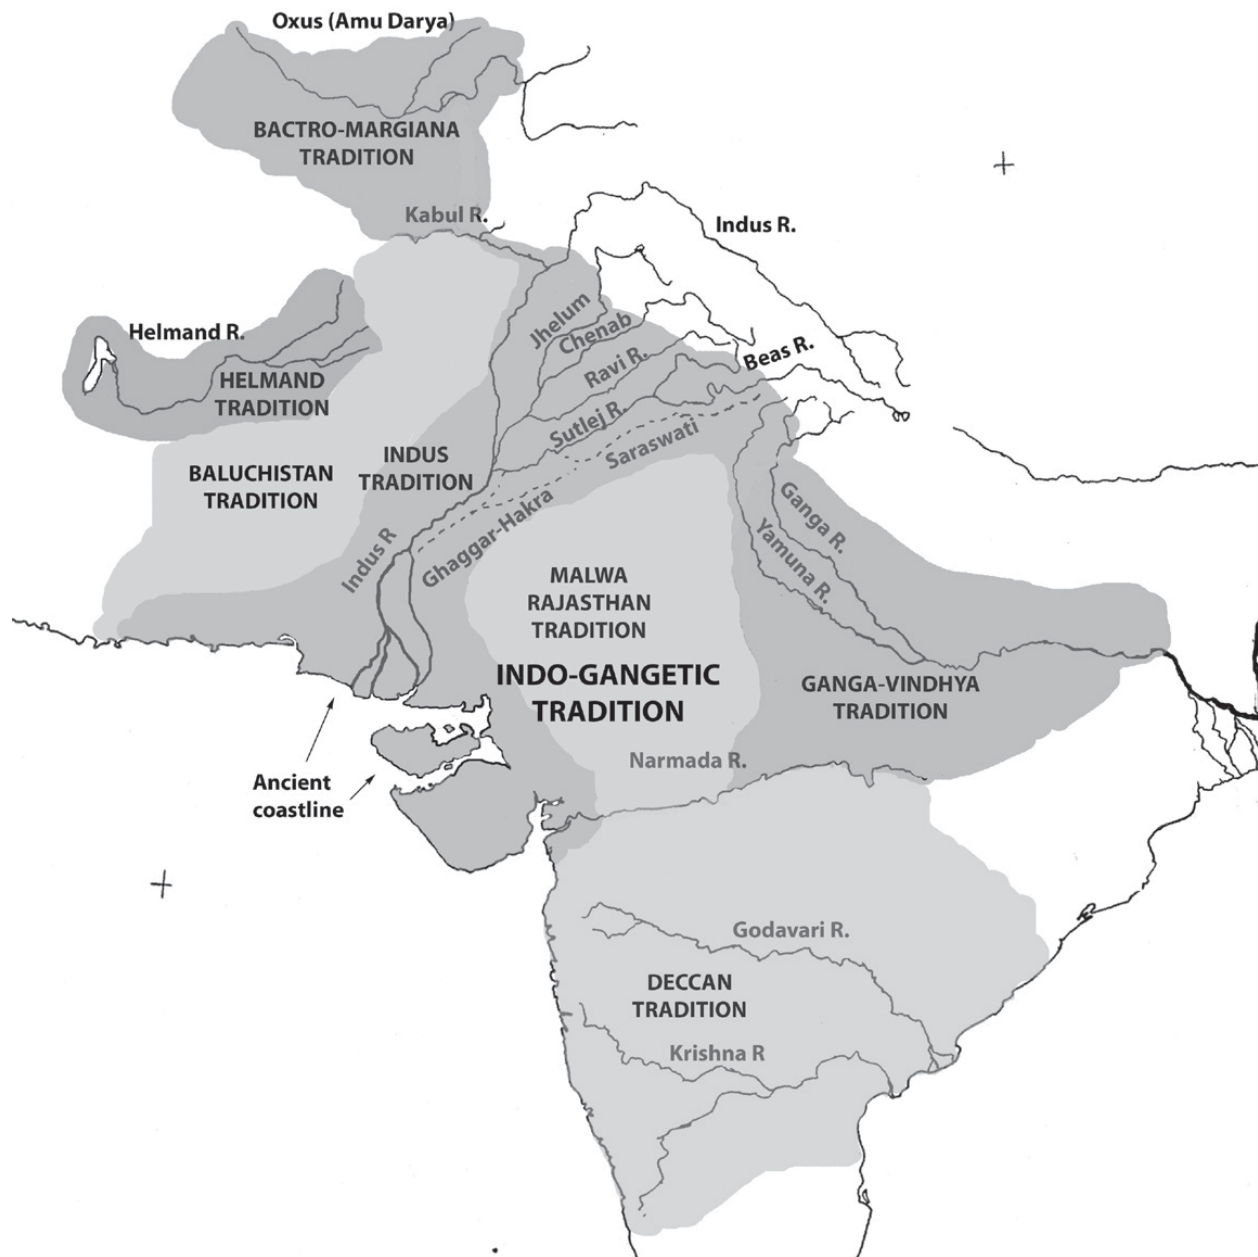 Oxus (Amu Darya)
BACTRO-MARGIANA
TRADITION
Kabul R.
Indus R.
Helmand R.
Jhelum
Chenab
Ravi R.
Beas R.
HELMAND
TRADITION
Sutlej R.
Saraswati
BALUCHISTAN
TRADITION
INDUS
TRADITION
Indus R
Ghaggar-Hakra
Ganga R.
Yamuna R.
MALWA
RAJASTHAN
TRADITION
INDO-GANGETIC
TRADITION
GANGA-VINDHYA
TRADITION
Narmada R.
Ancient
coastline
Godavari R.
DECCAN
TRADITION
Krishna R